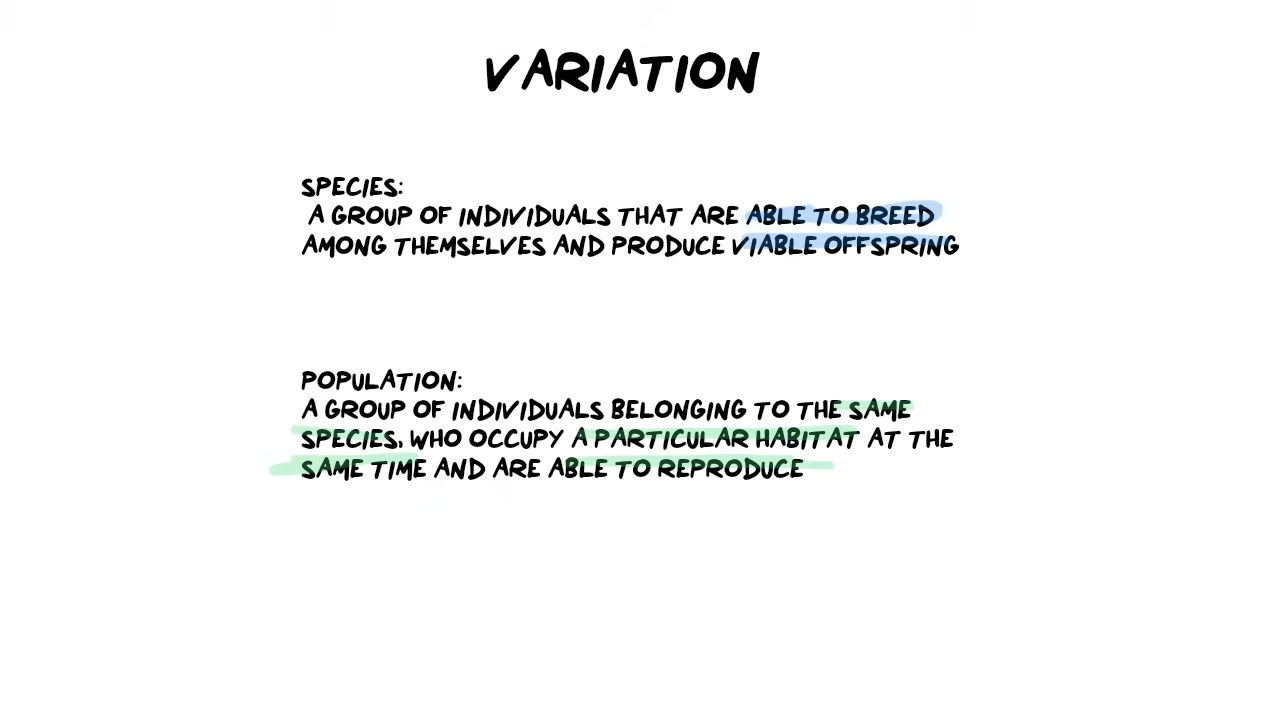 VARIATION
SPECIES:
A GROUP OF INDIVIDUALS THAT ARE ABLE TO BREED
AMONG THEMSELVES AND PRODUCE VIABLE OFFSPRING
POPULATION:
A GROUP OF INDIVIDUALS BELONGING TO THE SAME
SPECIES, WHO OCCUPY A PARTICULAR HABITAT AT THE
SAME TIME AND ARE ABLE TO REPRODUCE